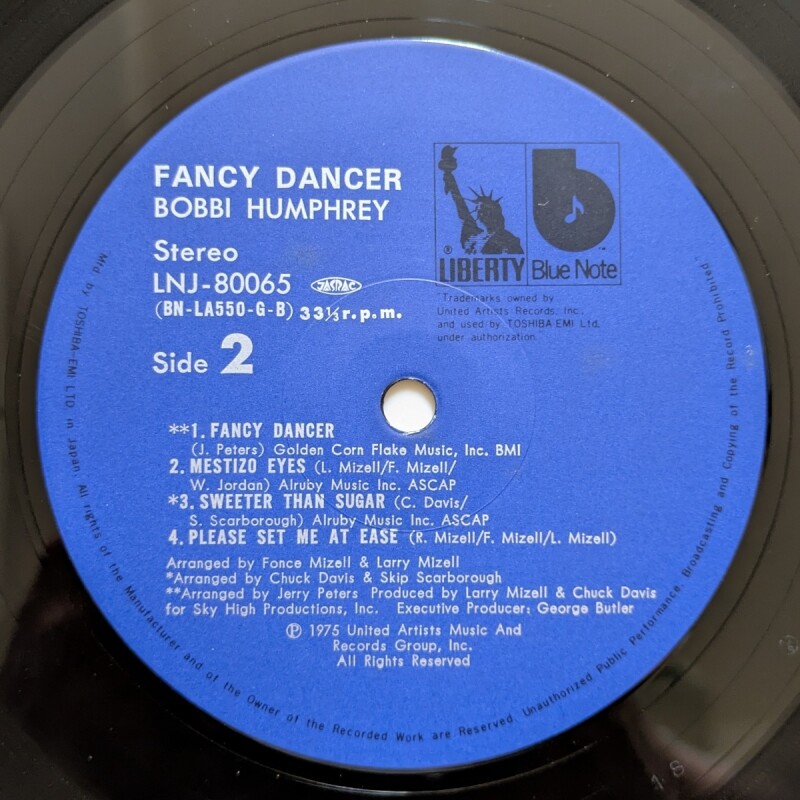 FANCY DANCER
BOBBI HUMPHREY
Stereo
LNJ-80065 JASRAC
(BN-LA550-G-B) 33⅓ r.p.m.
Side 2
® LIBERTY
b
Blue Note ™
"Trademarks owned by
United Artists Records, Inc.
and used by TOSHIBA-EMI Ltd.
under authorization."
**1. FANCY DANCER
(J. Peters) Golden Corn Flake Music, Inc. BMI
2. MESTIZO EYES (L. Mizell/F. Mizell/
W. Jordan) Alruby Music Inc. ASCAP
*3. SWEETER THAN SUGAR (C. Davis/
S. Scarborough) Alruby Music Inc. ASCAP
4. PLEASE SET ME AT EASE (R. Mizell/F. Mizell/L. Mizell)
Arranged by Fonce Mizell & Larry Mizell
*Arranged by Chuck Davis & Skip Scarborough
**Arranged by Jerry Peters Produced by Larry Mizell & Chuck Davis
for Sky High Productions, Inc. Executive Producer: George Butler
℗ 1975 United Artists Music And
Records Group, Inc.
All Rights Reserved
Mfd by TOSHIBA-EMI LTD in Japan. All rights of the Manufacturer and of the Owner of the Recorded Work are Reserved. Unauthorized Public Performance, Broadcasting and Copying of the Record Prohibited
1 S